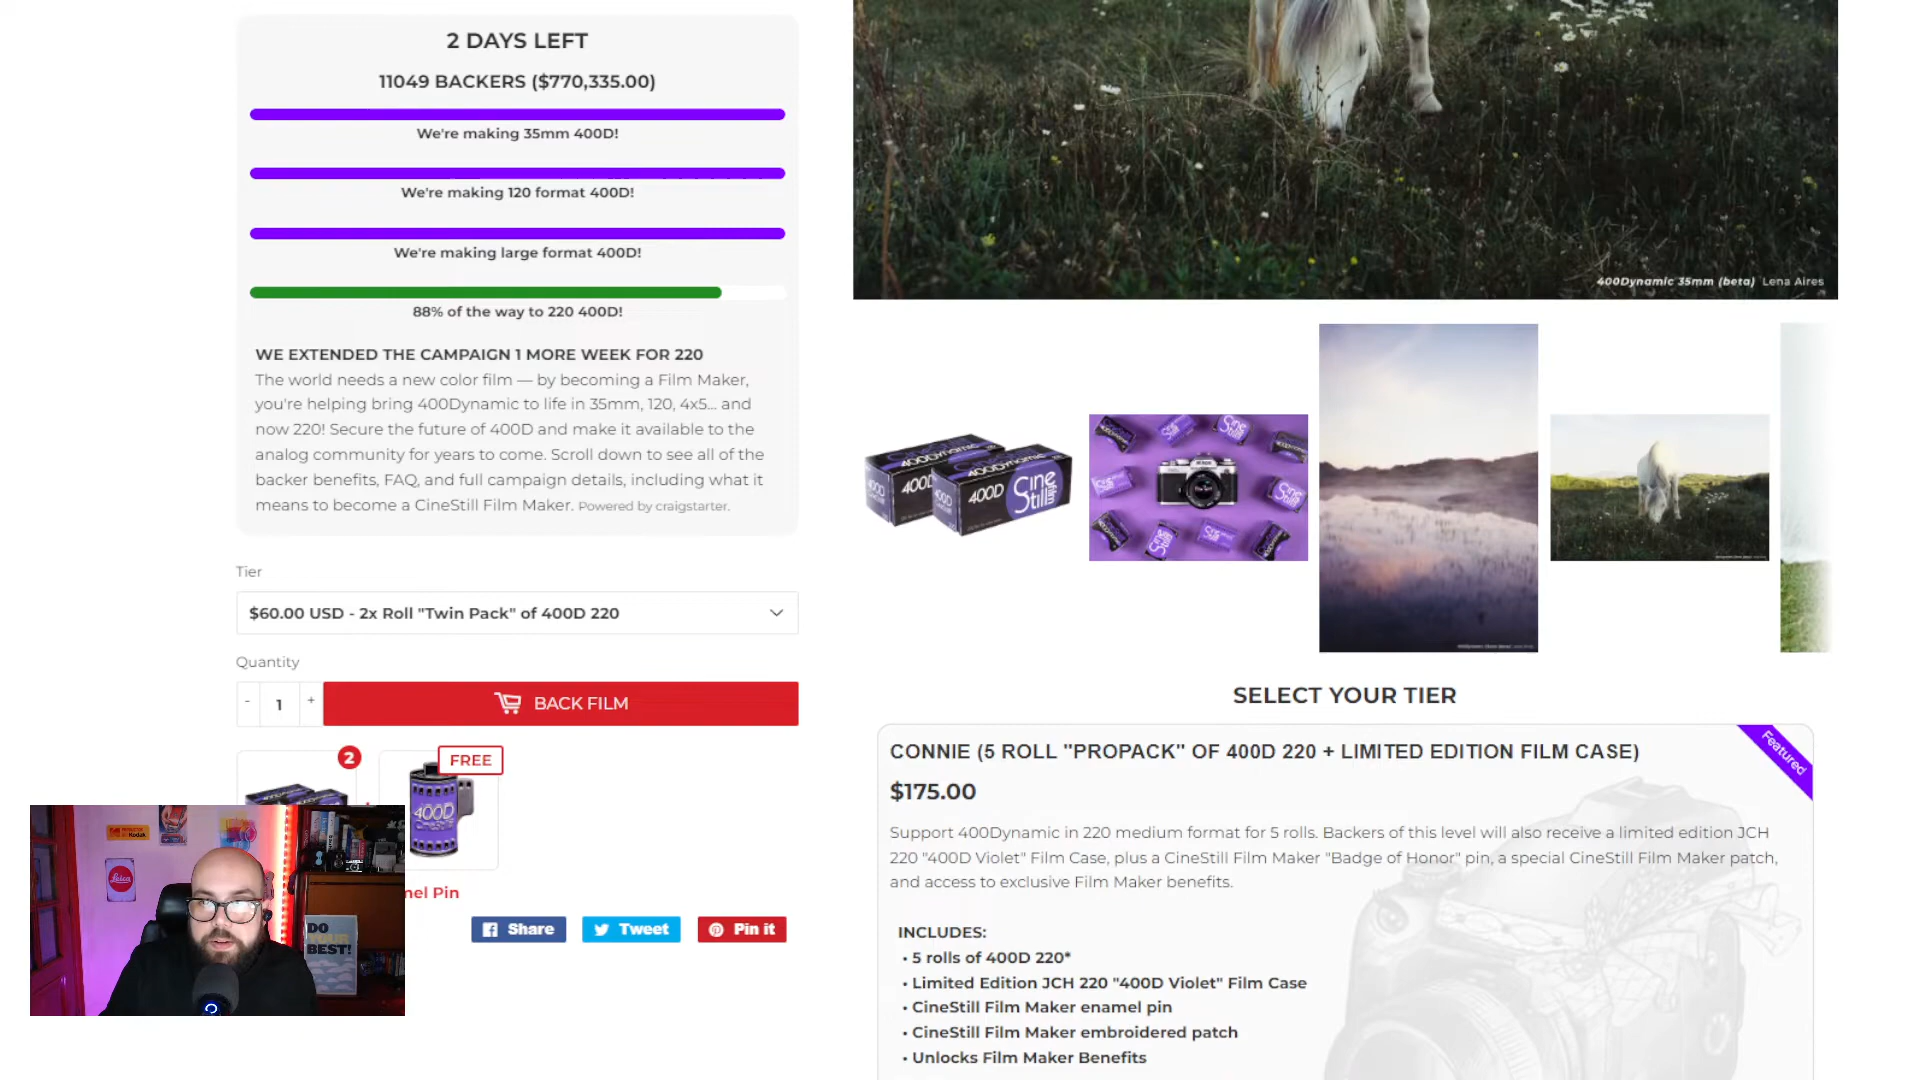 2 DAYS LEFT
11049 BACKERS ($770,335.00)
We're making 35mm 400D!
We're making 120 format 400D!
We're making large format 400D!
88% of the way to 220 400D!
WE EXTENDED THE CAMPAIGN 1 MORE WEEK FOR 220
The world needs a new color film — by becoming a Film Maker,
you're helping bring 400Dynamic to life in 35mm, 120, 4x5... and
now 220! Secure the future of 400D and make it available to the
analog community for years to come. Scroll down to see all of the
backer benefits, FAQ, and full campaign details, including what it
means to become a CineStill Film Maker. Powered by craigstarter.
Tier
$60.00 USD - 2x Roll "Twin Pack" of 400D 220
Quantity
- 1 +
BACK FILM
2
FREE
400D
nel Pin
Share
Tweet
Pin it
Kodak
Leica
DO
YOUR
BEST!
400Dynamic 35mm (beta) Lena Aires
400Dynamic
400D
CineStill
film
SELECT YOUR TIER
Featured
CONNIE (5 ROLL "PROPACK" OF 400D 220 + LIMITED EDITION FILM CASE)
$175.00
Support 400Dynamic in 220 medium format for 5 rolls. Backers of this level will also receive a limited edition JCH
220 "400D Violet" Film Case, plus a CineStill Film Maker "Badge of Honor" pin, a special CineStill Film Maker patch,
and access to exclusive Film Maker benefits.
INCLUDES:
• 5 rolls of 400D 220*
• Limited Edition JCH 220 "400D Violet" Film Case
• CineStill Film Maker enamel pin
• CineStill Film Maker embroidered patch
• Unlocks Film Maker Benefits